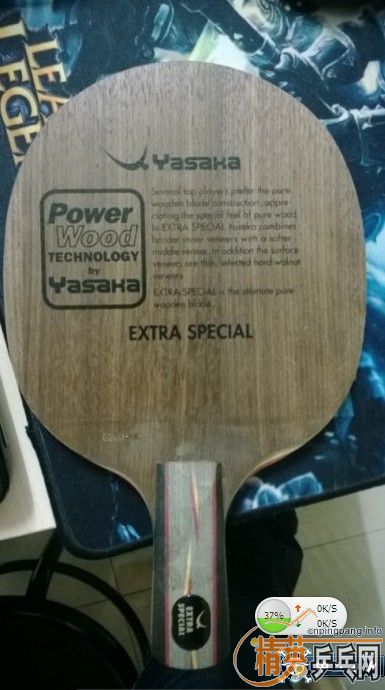 LEA
LEGE
Yasaka
Power
Wood
TECHNOLOGY
by
Yasaka
Several top players prefer the pure
wooden blade construction, appre-
ciating the special feel of pure wood.
In EXTRA SPECIAL Yasaka combines
harder inner veneers with a softer
middle veneer. In addition the surface
veneers are thin, selected hard walnut
veneers.
EXTRA SPECIAL is the ultimate pure
wooden blade.
EXTRA SPECIAL
EXTRA
SPECIAL
37%
0K/S
0K/S
cnpingpang.info
精英乒乓网